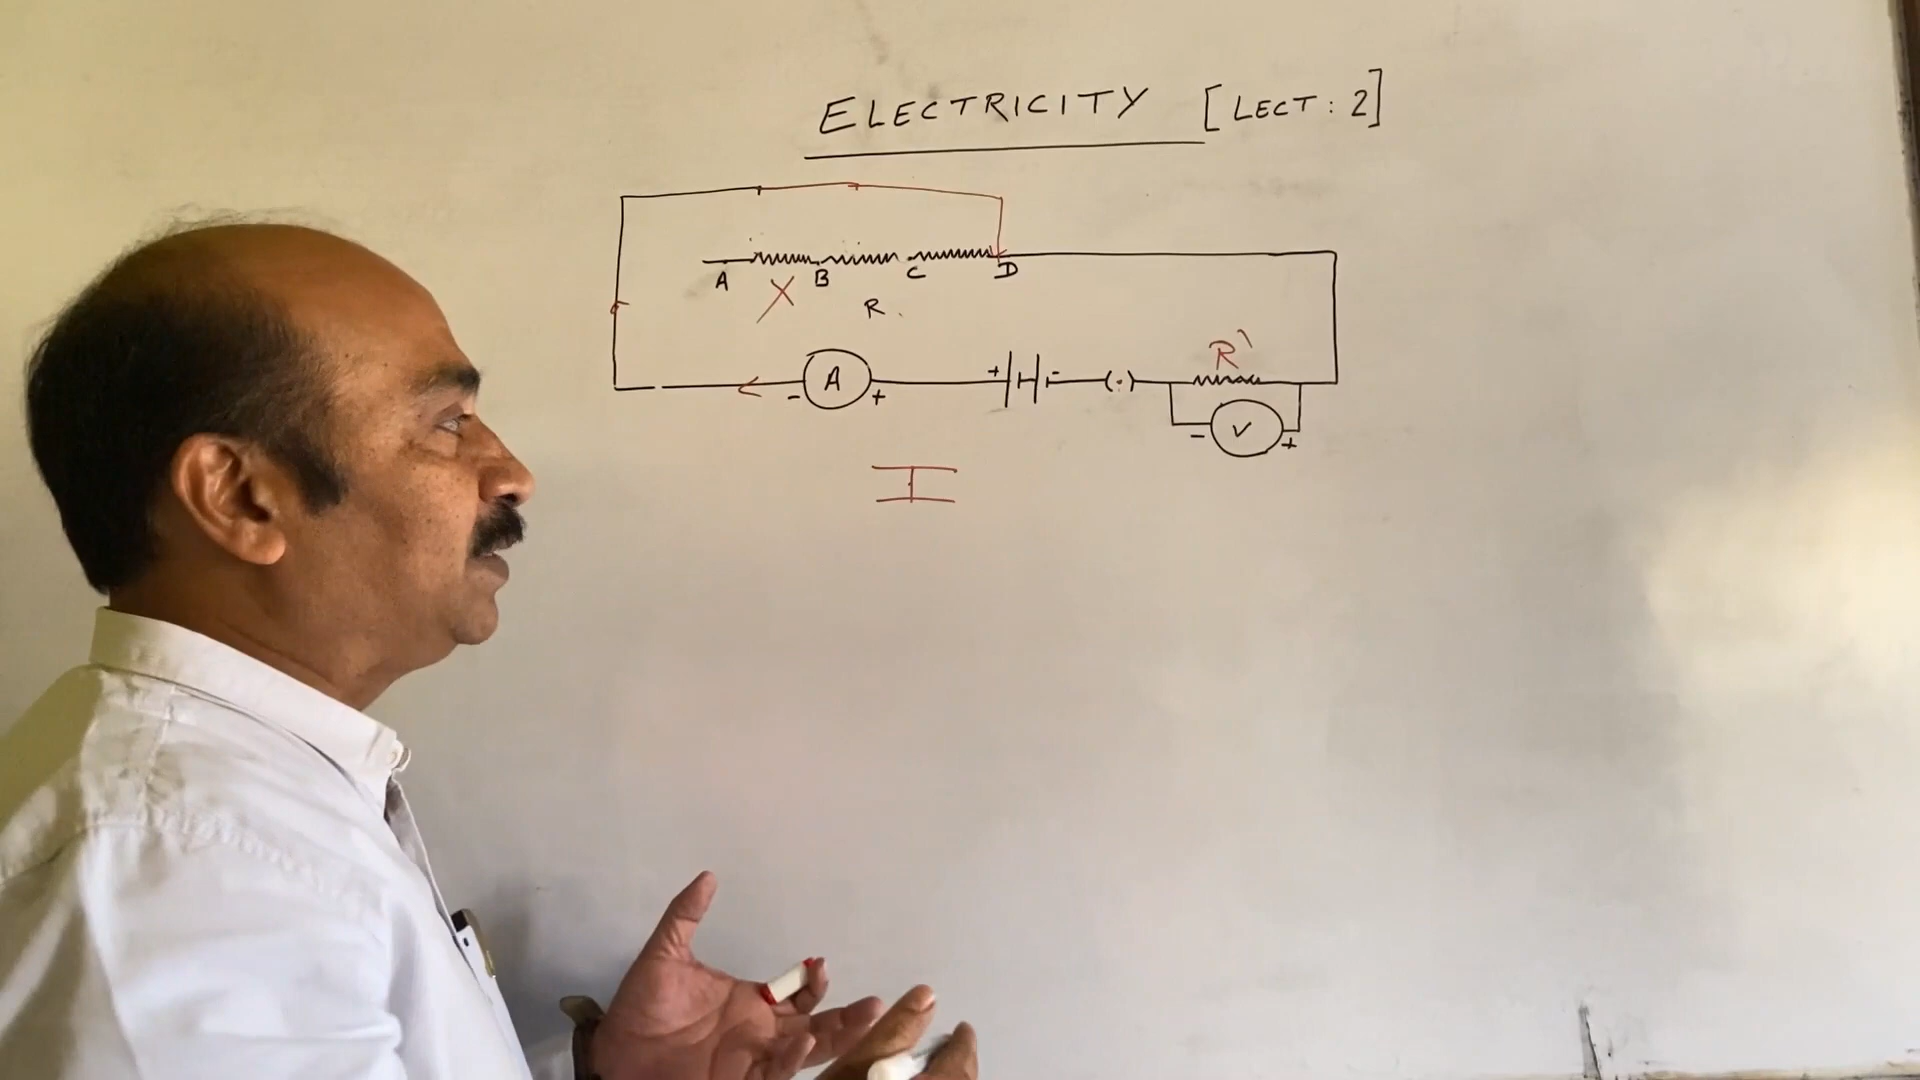 ELECTRICITY [LECT: 2]
A B C D
X R.
R'
- A + + - (.)
- V +
I